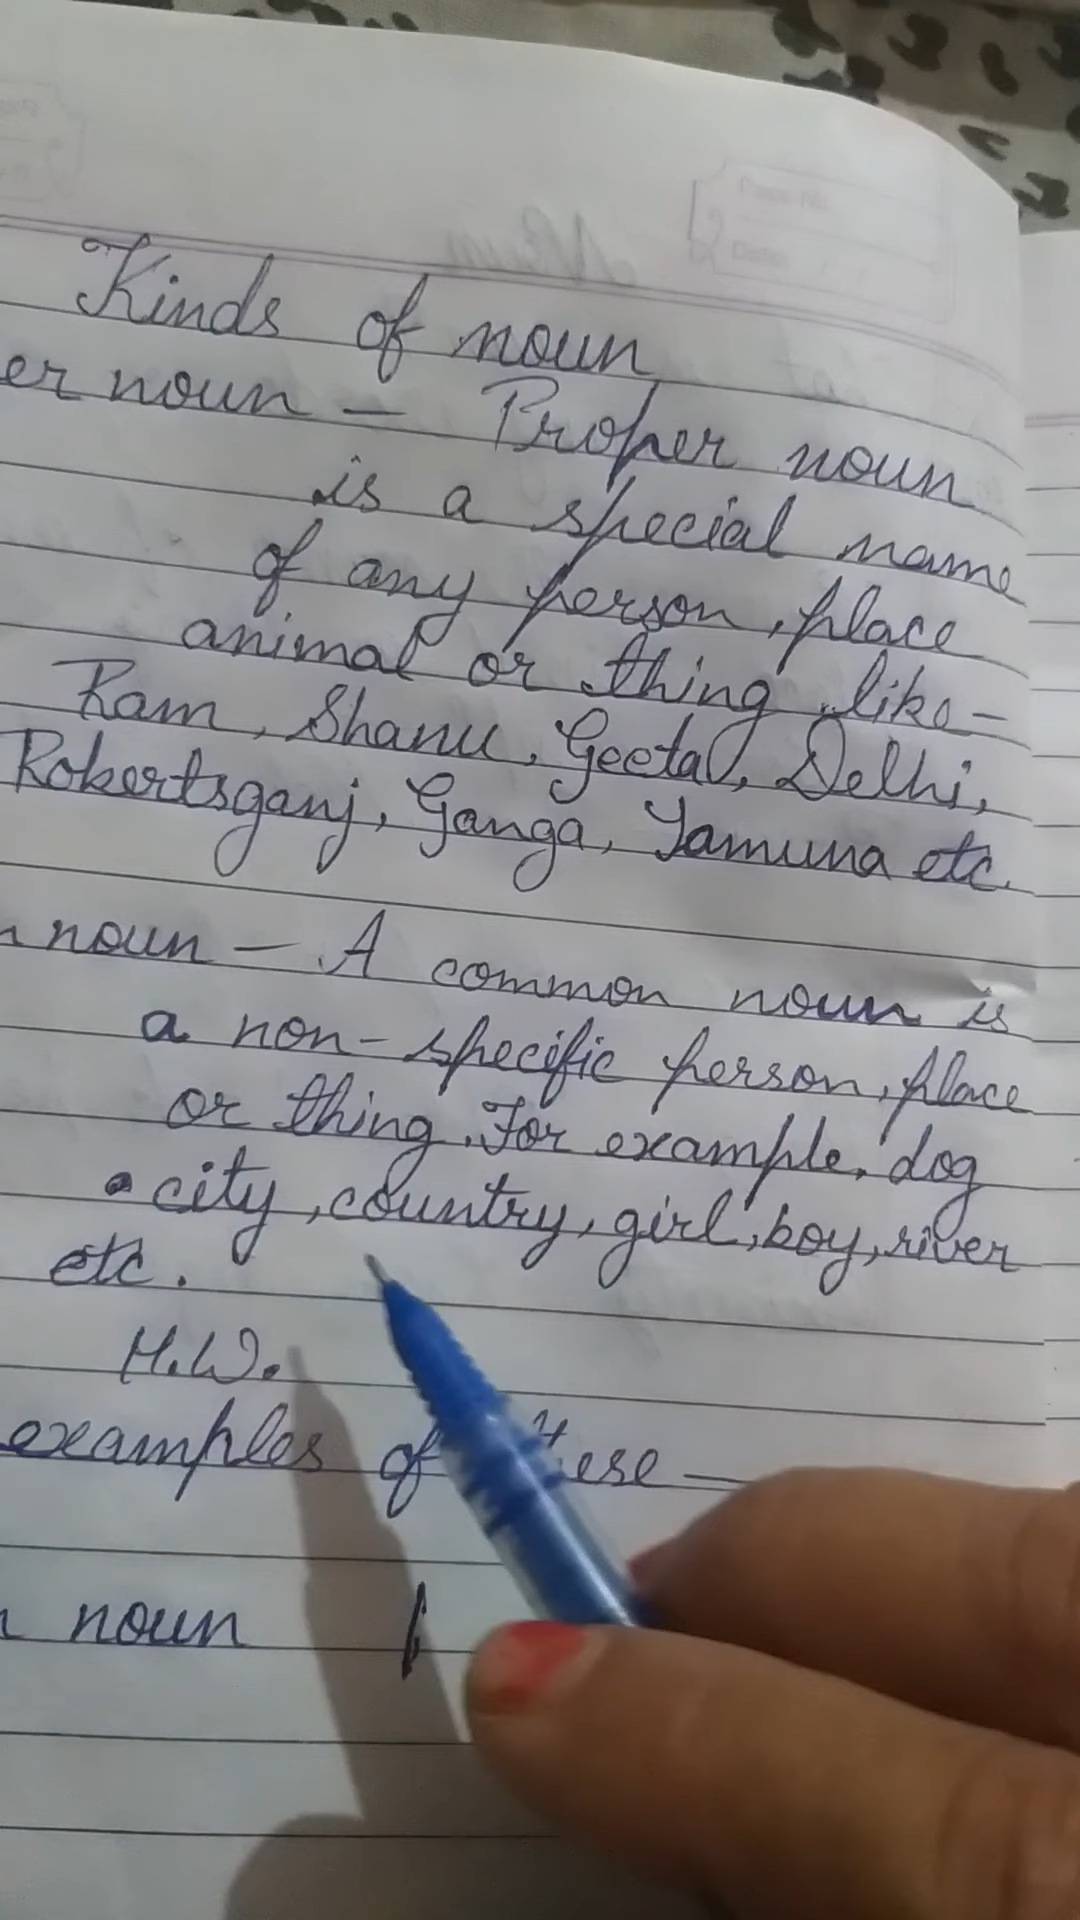 Kinds of noun
er noun - Proper noun
is a special name
of any person, place
animal or thing like-
Ram, Shanu, Geeta, Delhi,
Robertsganj, Ganga, Yamuna etc.
noun - A common noun is
a non-specific person, place
or thing. For example, dog
city, country, girl, boy, river
etc.
H.W.
examples of these -
noun